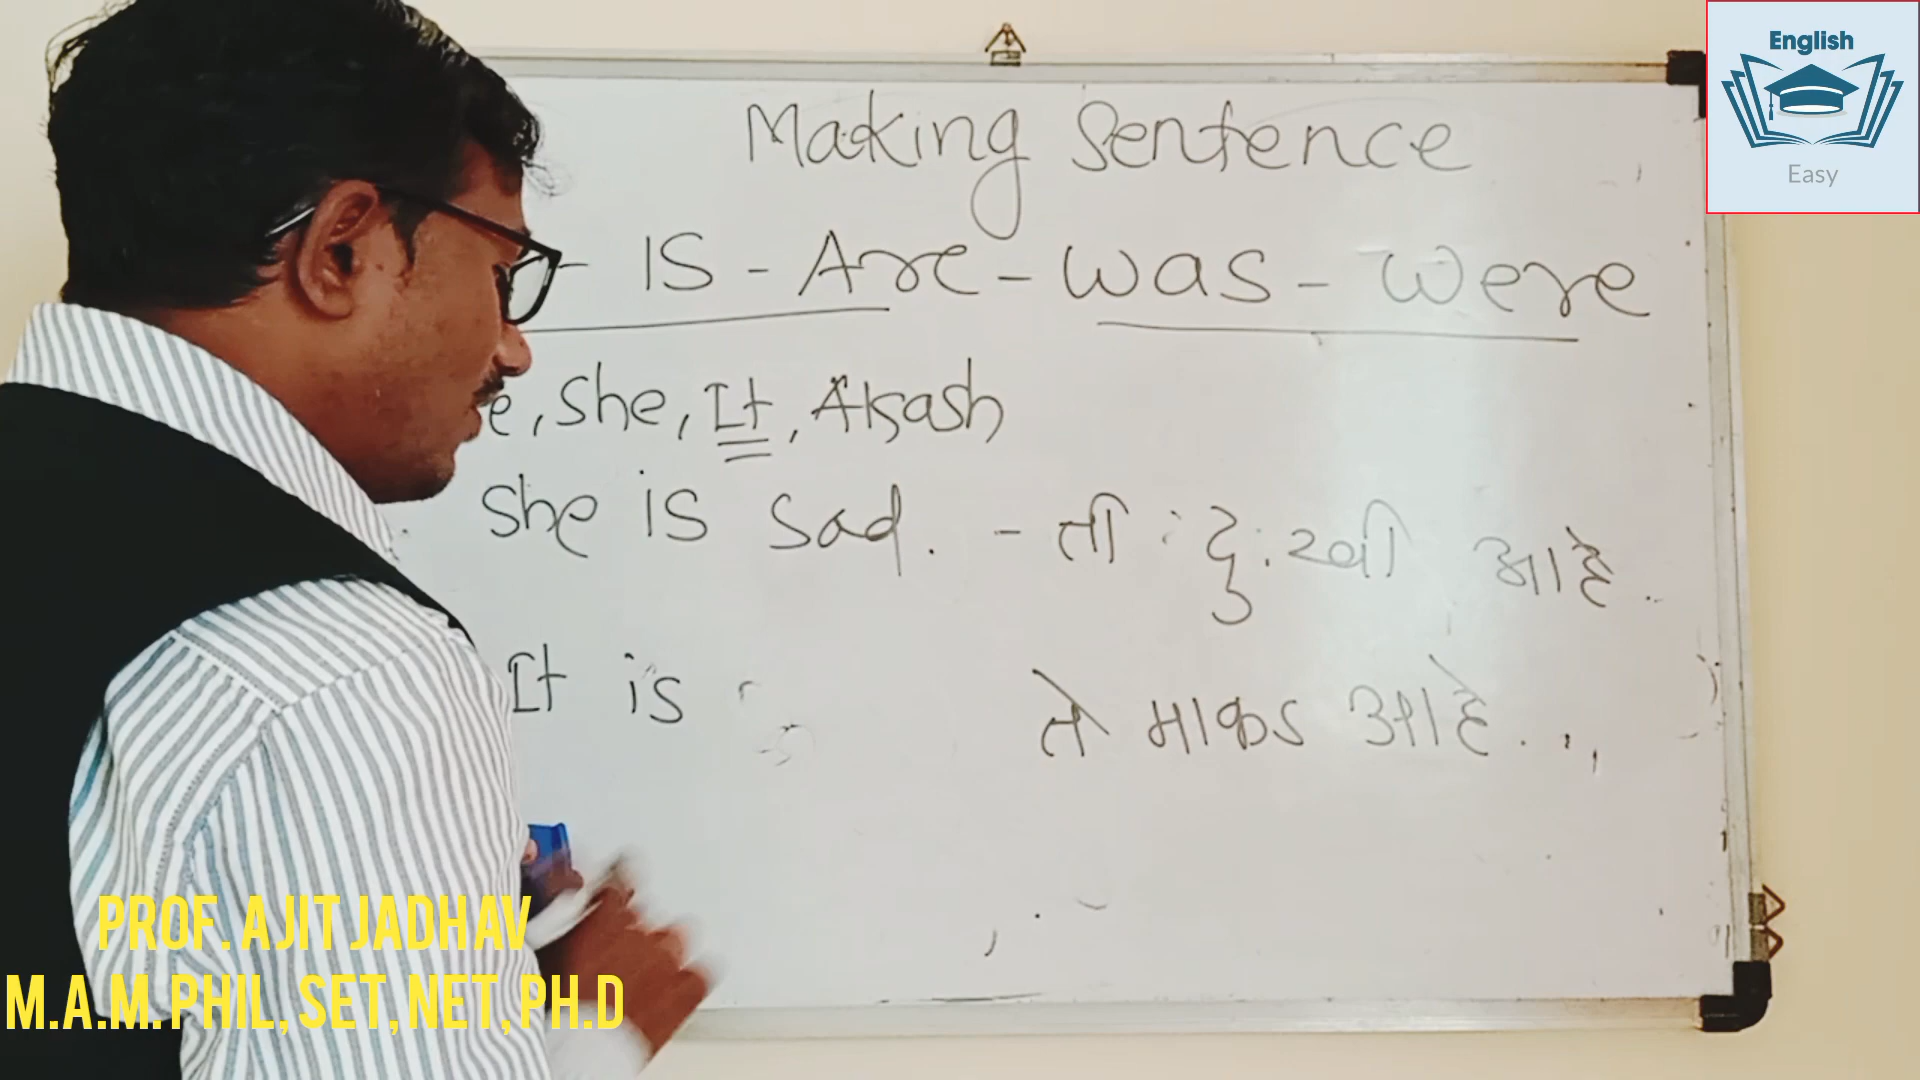 English
Easy
Making Sentence
- IS - Are - was - were
e, She, It, Akash
She is sad. - ती : दु:खी आहे.
It is
ते माकड आहे...
PROF. AJIT JADHAV
M.A.M.PHIL, SET, NET, PH.D